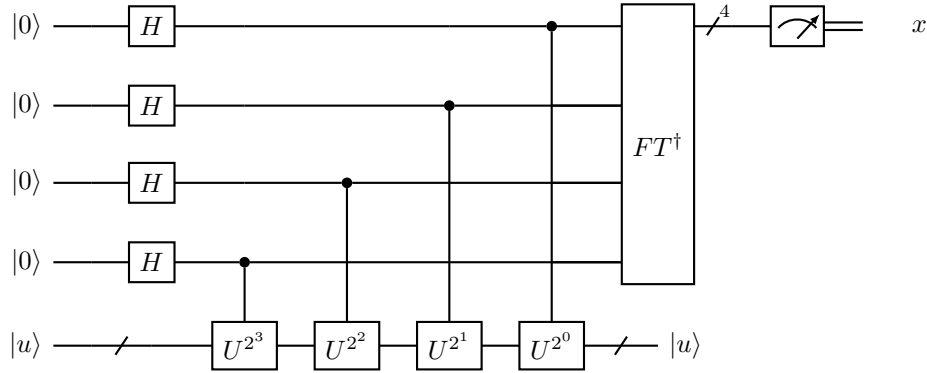 |0⟩ H 4 x
|0⟩ H
FT†
|0⟩ H
|0⟩ H
|u⟩ U^{2^3} U^{2^2} U^{2^1} U^{2^0} |u⟩